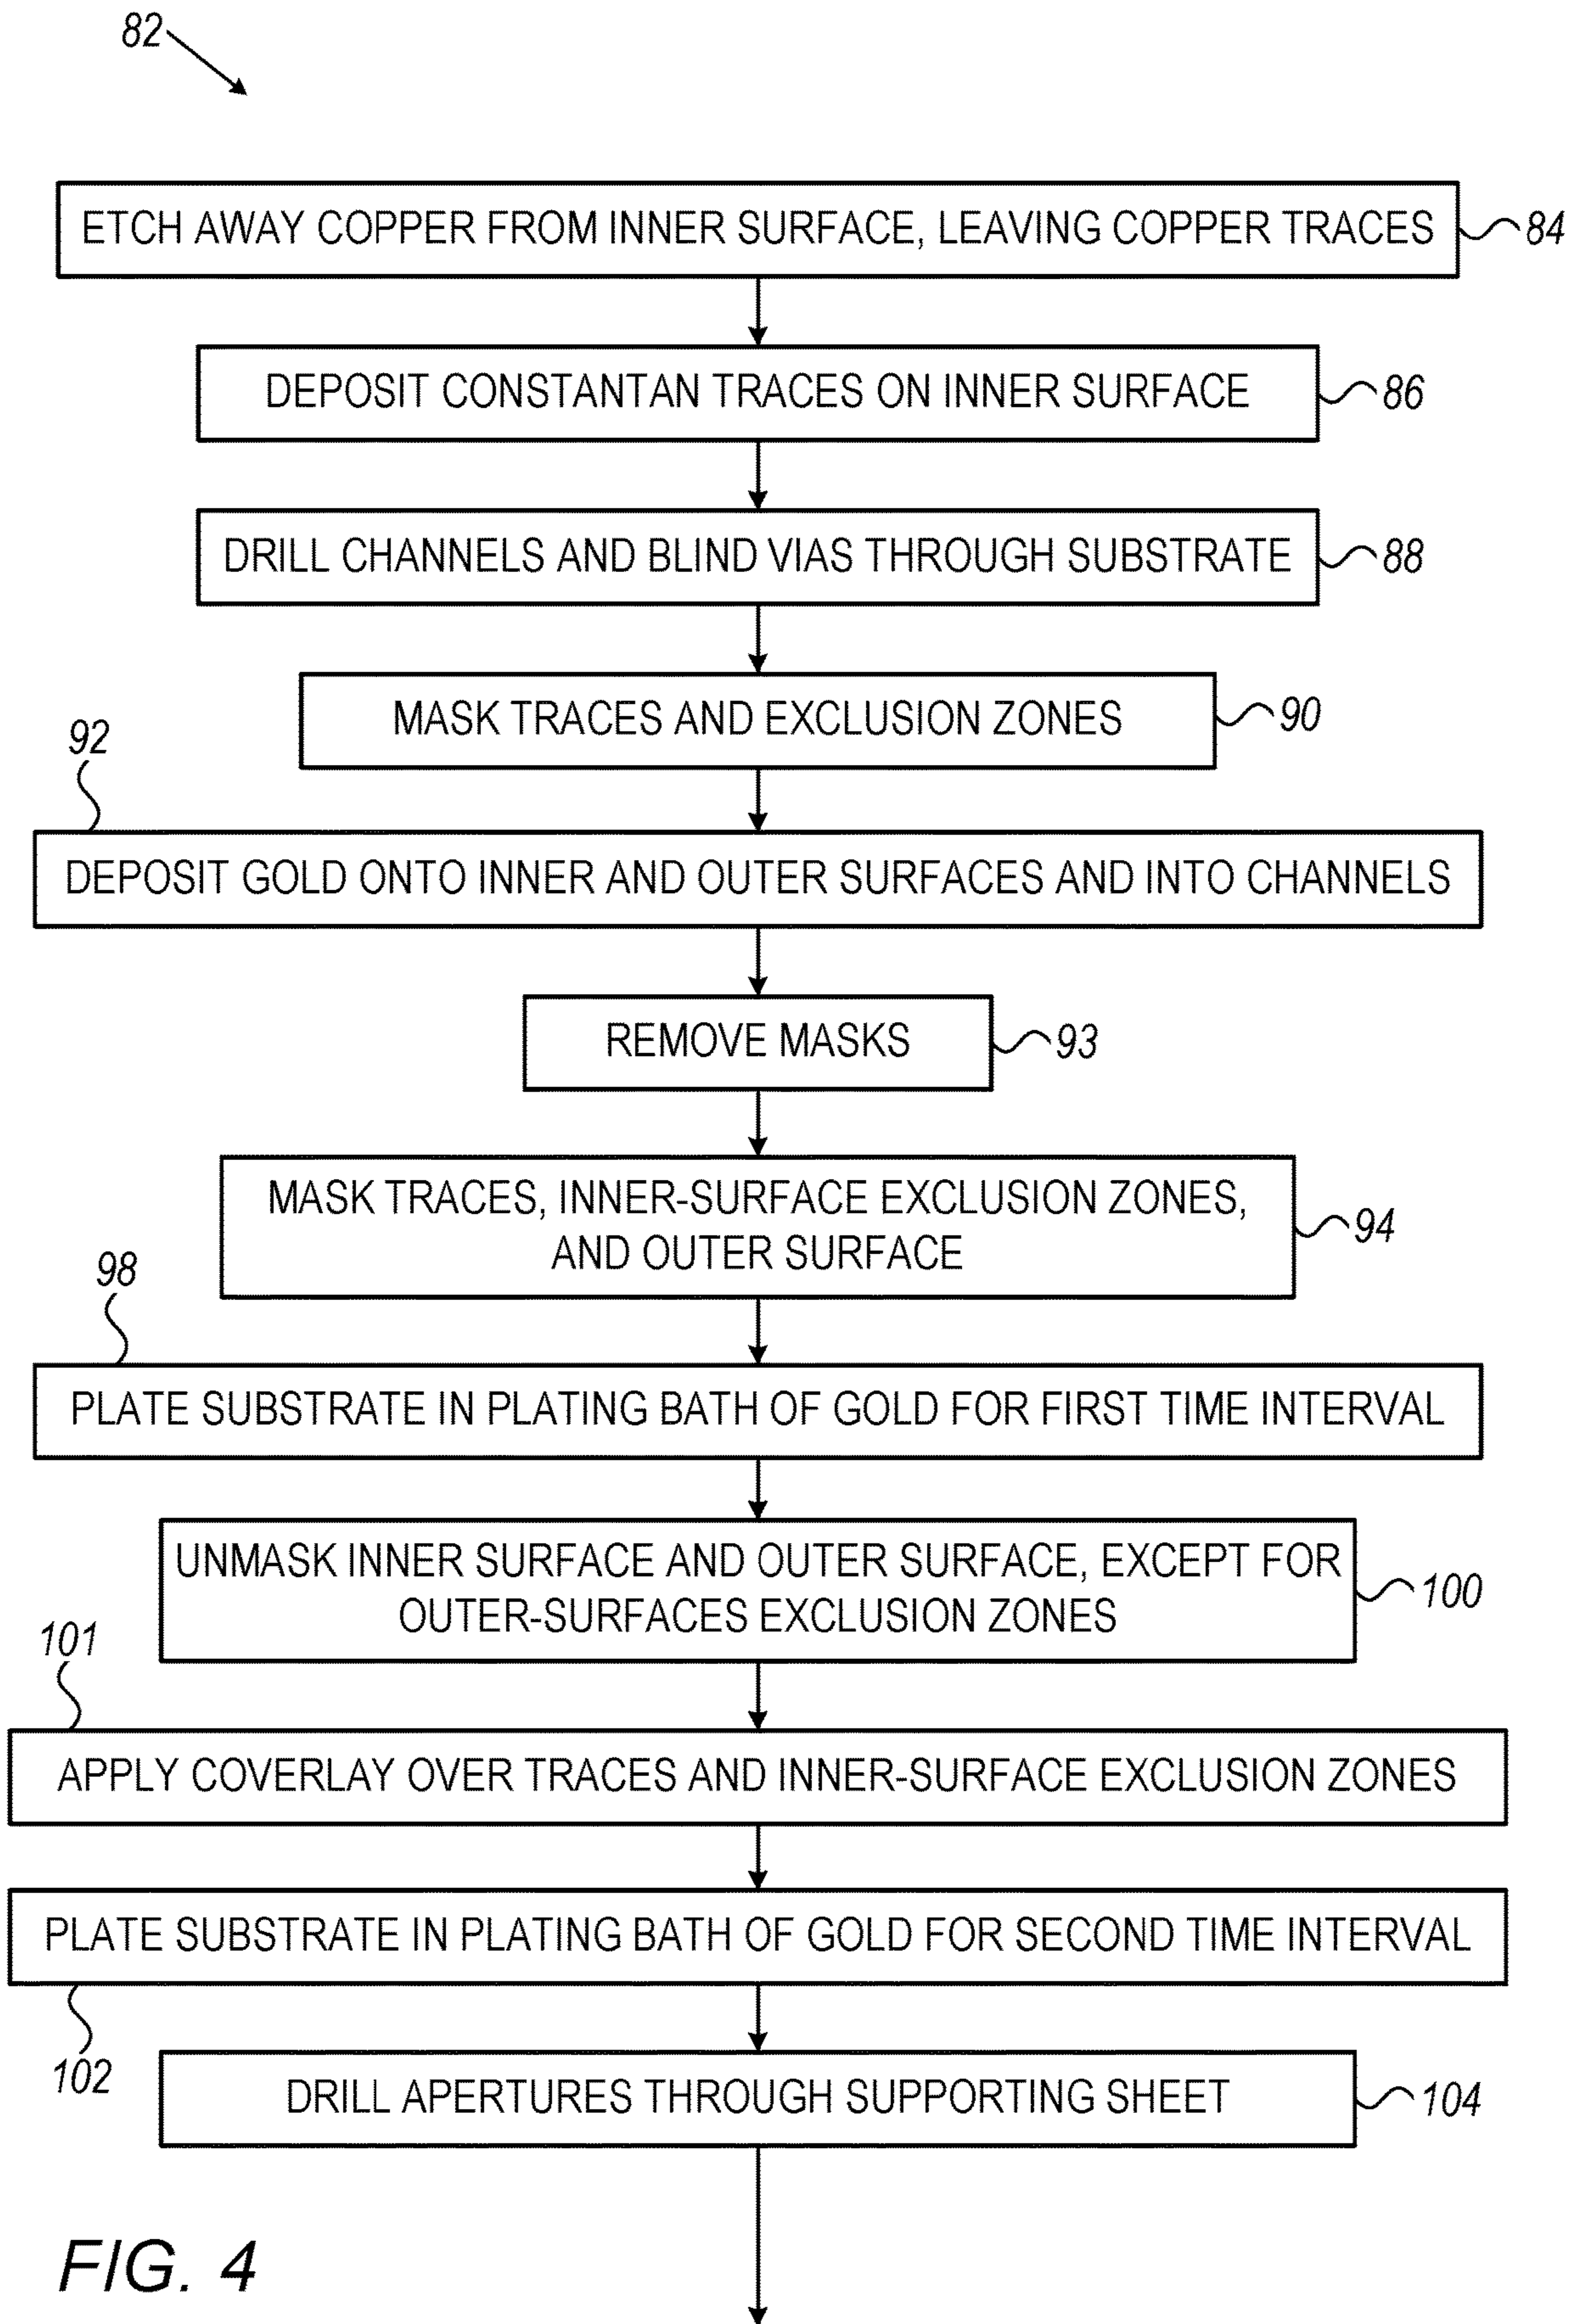 82
ETCH AWAY COPPER FROM INNER SURFACE, LEAVING COPPER TRACES
84
DEPOSIT CONSTANTAN TRACES ON INNER SURFACE
86
DRILL CHANNELS AND BLIND VIAS THROUGH SUBSTRATE
88
MASK TRACES AND EXCLUSION ZONES
90
92
DEPOSIT GOLD ONTO INNER AND OUTER SURFACES AND INTO CHANNELS
REMOVE MASKS
93
MASK TRACES, INNER-SURFACE EXCLUSION ZONES,
AND OUTER SURFACE
94
98
PLATE SUBSTRATE IN PLATING BATH OF GOLD FOR FIRST TIME INTERVAL
UNMASK INNER SURFACE AND OUTER SURFACE, EXCEPT FOR
OUTER-SURFACES EXCLUSION ZONES
100
101
APPLY COVERLAY OVER TRACES AND INNER-SURFACE EXCLUSION ZONES
PLATE SUBSTRATE IN PLATING BATH OF GOLD FOR SECOND TIME INTERVAL
102
DRILL APERTURES THROUGH SUPPORTING SHEET
104
FIG. 4